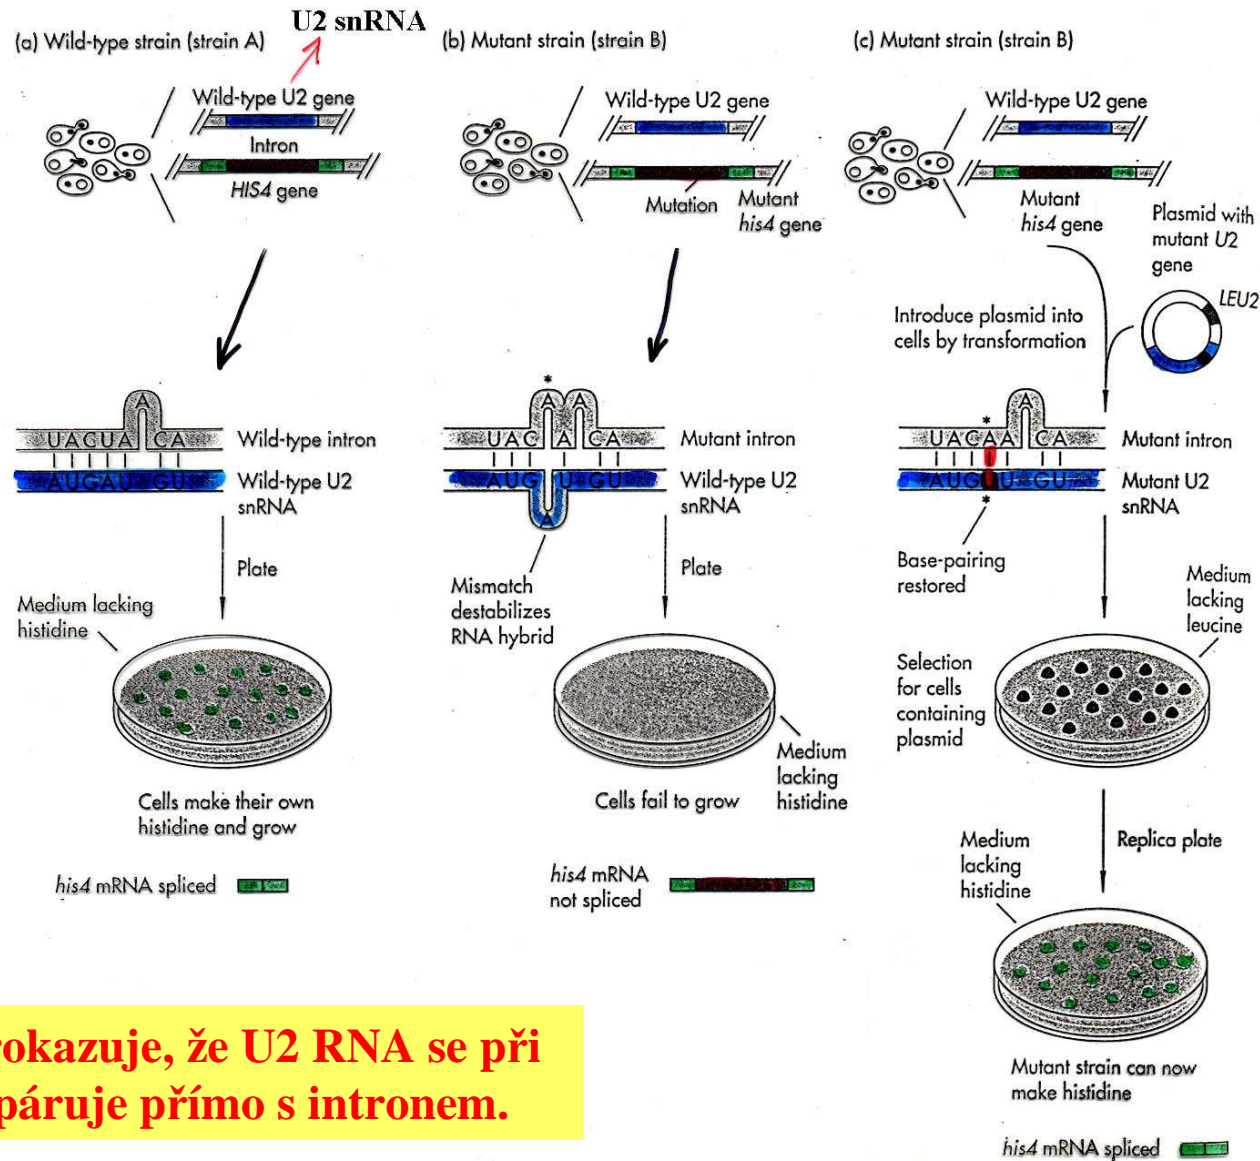 U2 snRNA
(a) Wild-type strain (strain A)
Wild-type U2 gene
Intron
HIS4 gene
A
UACUA CA
Wild-type intron
AUGAU GU
Wild-type U2
snRNA
Plate
Medium lacking
histidine
Cells make their own
histidine and grow
his4 mRNA spliced
(b) Mutant strain (strain B)
Wild-type U2 gene
Mutation
Mutant
his4 gene
*
A A
UAC A CA
Mutant intron
AUG U GU
A
Wild-type U2
snRNA
Mismatch
destabilizes
RNA hybrid
Plate
Medium
lacking
histidine
Cells fail to grow
his4 mRNA
not spliced
(c) Mutant strain (strain B)
Wild-type U2 gene
Mutant
his4 gene
Plasmid with
mutant U2
gene
LEU2
Introduce plasmid into
cells by transformation
*
A
UACAA CA
Mutant intron
AUG U GU
*
Mutant U2
snRNA
Base-pairing
restored
Medium
lacking
leucine
Selection
for cells
containing
plasmid
Replica plate
Medium
lacking
histidine
Mutant strain can now
make histidine
his4 mRNA spliced
rokazuje, že U2 RNA se při
páruje přímo s intronem.